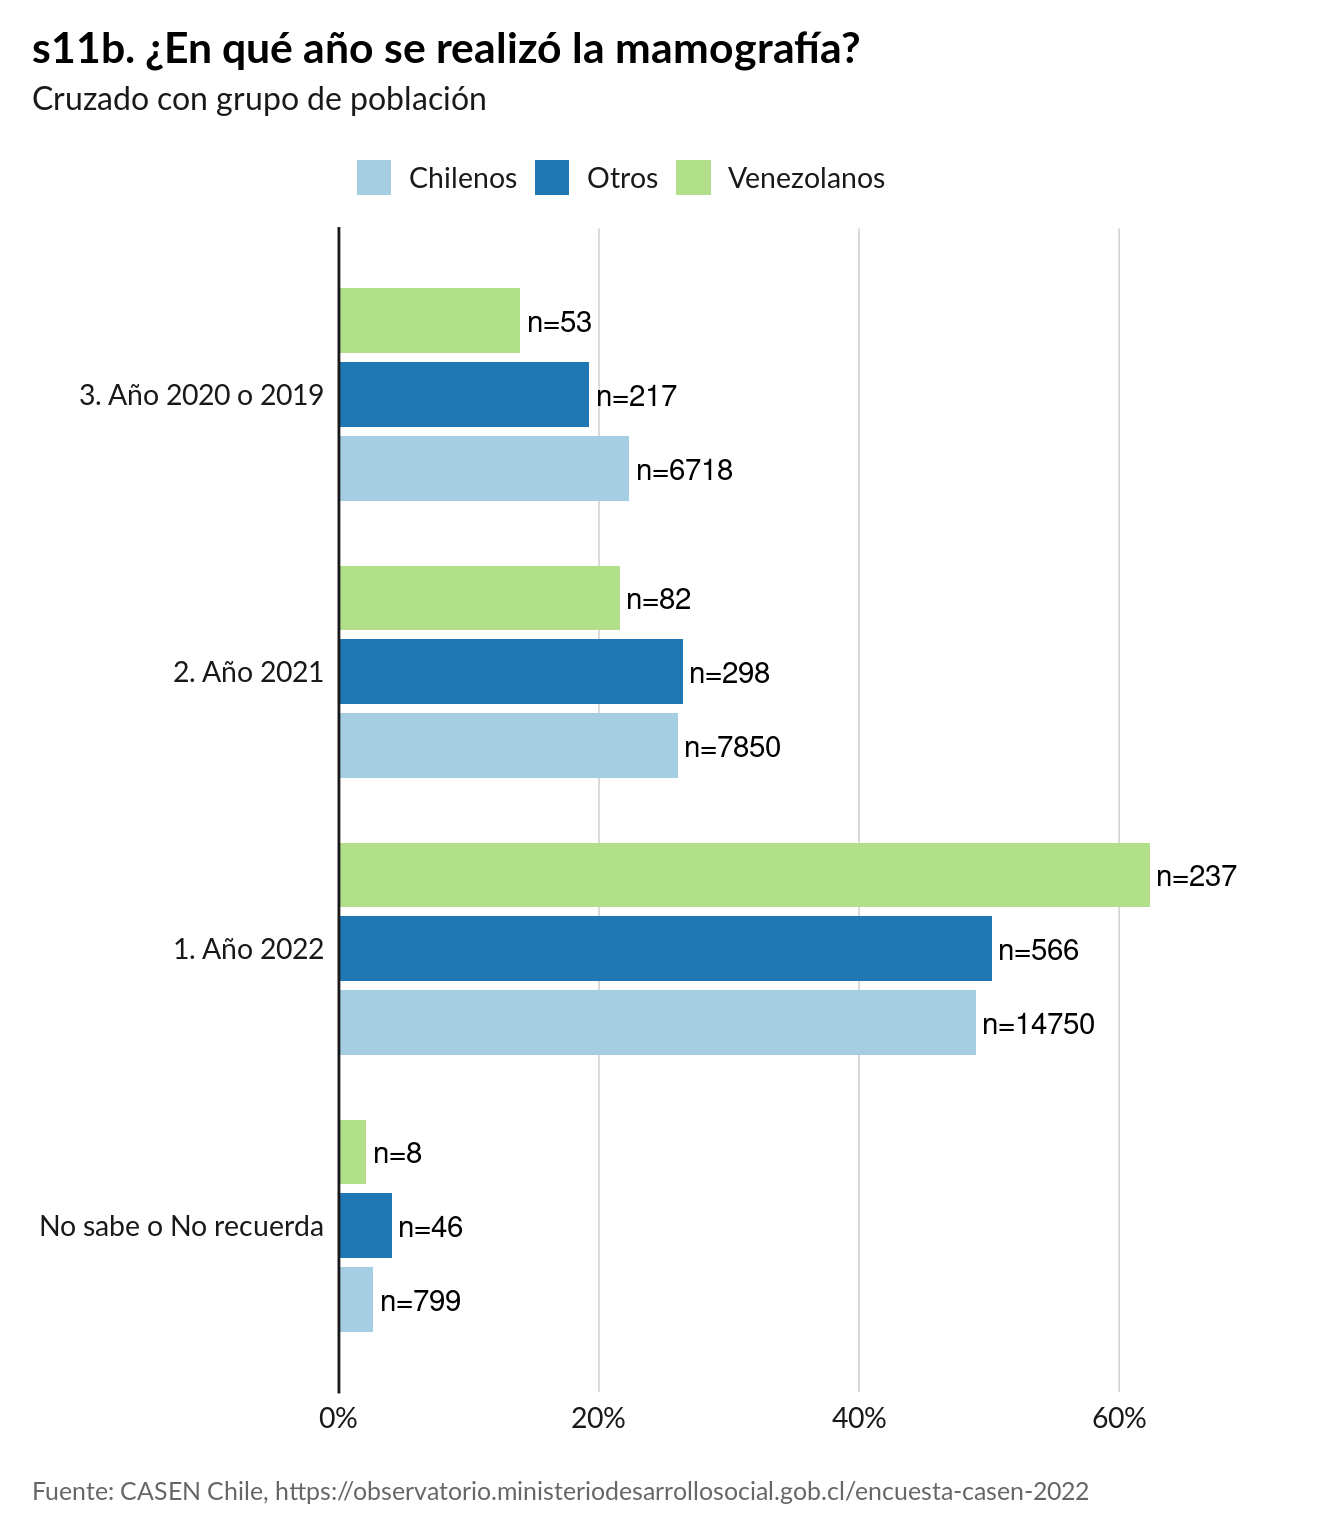 s11b. ¿En qué año se realizó la mamografía?
Cruzado con grupo de población
Chilenos Otros Venezolanos
n=53
3. Año 2020 o 2019 n=217
n=6718
n=82
2. Año 2021 n=298
n=7850
n=237
1. Año 2022 n=566
n=14750
n=8
No sabe o No recuerda n=46
n=799
0% 20% 40% 60%
Fuente: CASEN Chile, https://observatorio.ministeriodesarrollosocial.gob.cl/encuesta-casen-2022